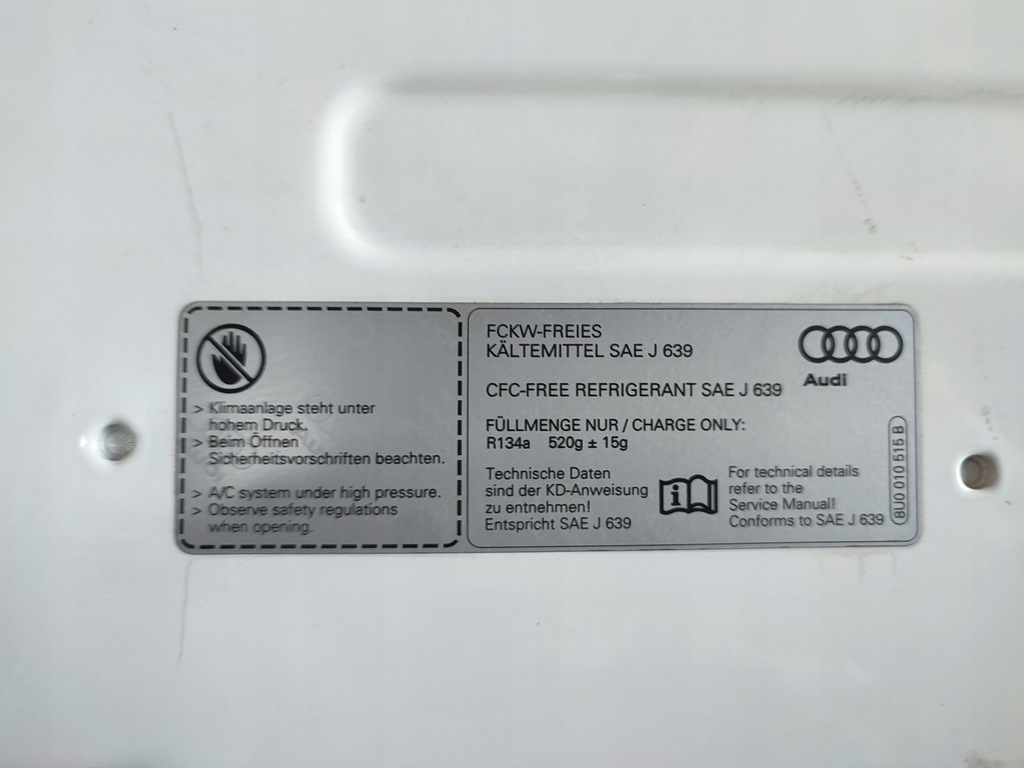 > Klimaanlage steht unter
hohem Druck.
> Beim Öffnen
Sicherheitsvorschriften beachten.
> A/C system under high pressure.
> Observe safety regulations
when opening.
FCKW-FREIES
KÄLTEMITTEL SAE J 639
CFC-FREE REFRIGERANT SAE J 639
Audi
FÜLLMENGE NUR / CHARGE ONLY:
R134a 520g ± 15g
Technische Daten
sind der KD-Anweisung
zu entnehmen!
Entspricht SAE J 639
i
For technical details
refer to the
Service Manual!
Conforms to SAE J 639
8U0 010 515 B